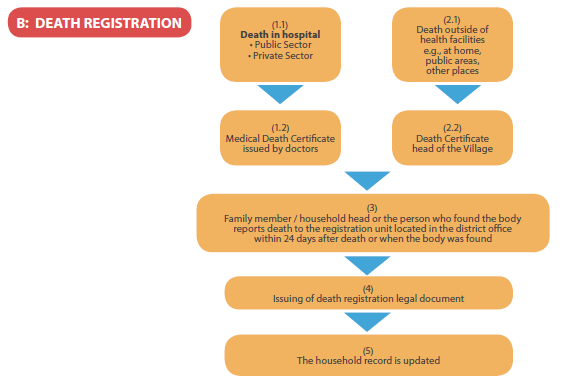 B: DEATH REGISTRATION
(1.1)
Death in hospital
• Public Sector
• Private Sector
(2.1)
Death outside of
health facilities
e.g., at home,
public areas,
other places
(1.2)
Medical Death Certificate
issued by doctors
(2.2)
Death Certificate
head of the Village
(3)
Family member / household head or the person who found the body
reports death to the registration unit located in the district office
within 24 days after death or when the body was found
(4)
Issuing of death registration legal document
(5)
The household record is updated